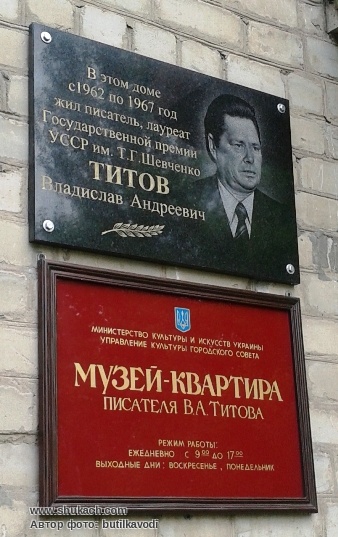 В этом доме
с 1962 по 1967 год
жил писатель, лауреат
Государственной премии
УССР им. Т.Г.Шевченко
ТИТОВ
Владислав Андреевич
МИНИСТЕРСТВО КУЛЬТУРЫ И ИСКУССТВ УКРАИНЫ
УПРАВЛЕНИЕ КУЛЬТУРЫ ГОРОДСКОГО СОВЕТА
МУЗЕЙ-КВАРТИРА
ПИСАТЕЛЯ В.А.ТИТОВА
РЕЖИМ РАБОТЫ:
ЕЖЕДНЕВНО С 9 00 ДО 17 00
ВЫХОДНЫЕ ДНИ: ВОСКРЕСЕНЬЕ, ПОНЕДЕЛЬНИК
www.shukach.com
Автор фото- butilkavodi